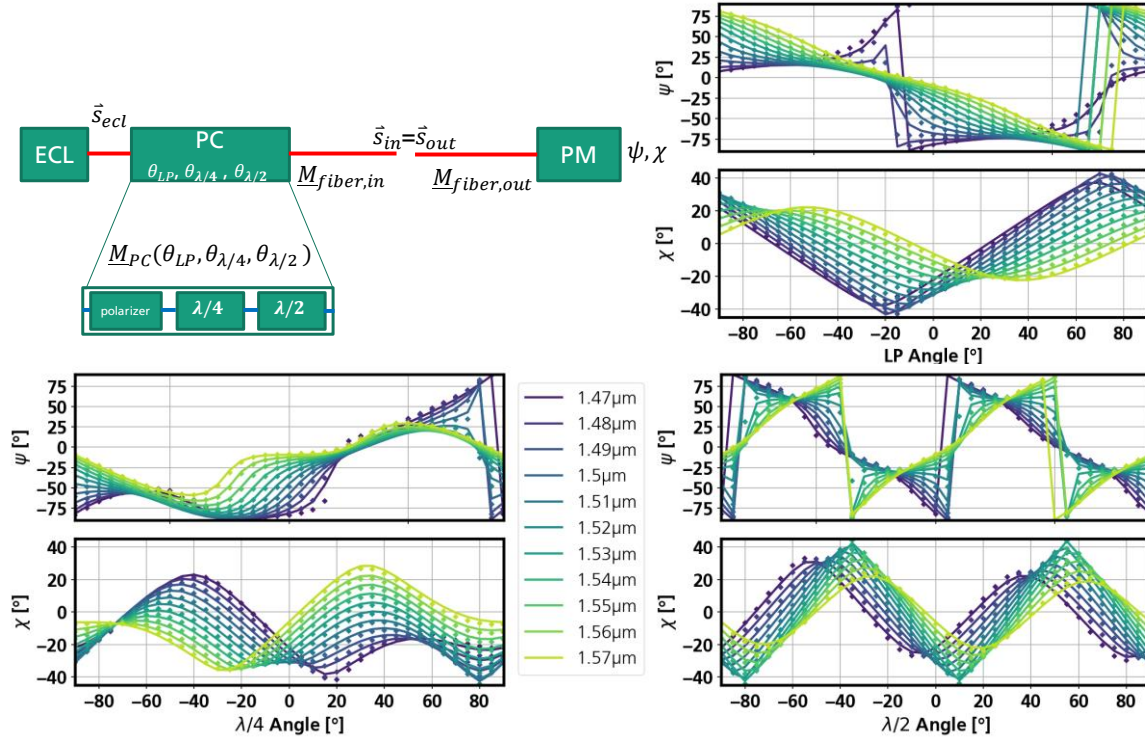 ECL
s⃗ecl
PC
θLP, θλ/4 , θλ/2
s⃗in=s⃗out
Mfiber,in
Mfiber,out
PM
ψ, χ
MPC(θLP, θλ/4, θλ/2)
polarizer
λ/4
λ/2
75
50
25
0
−25
−50
−75
ψ [°]
40
20
0
−20
−40
χ [°]
−80 −60 −40 −20 0 20 40 60 80
LP Angle [°]
75
50
25
0
−25
−50
−75
ψ [°]
40
20
0
−20
−40
χ [°]
−80 −60 −40 −20 0 20 40 60 80
λ/4 Angle [°]
1.47μm
1.48μm
1.49μm
1.5μm
1.51μm
1.52μm
1.53μm
1.54μm
1.55μm
1.56μm
1.57μm
75
50
25
0
−25
−50
−75
ψ [°]
40
20
0
−20
−40
χ [°]
−80 −60 −40 −20 0 20 40 60 80
λ/2 Angle [°]